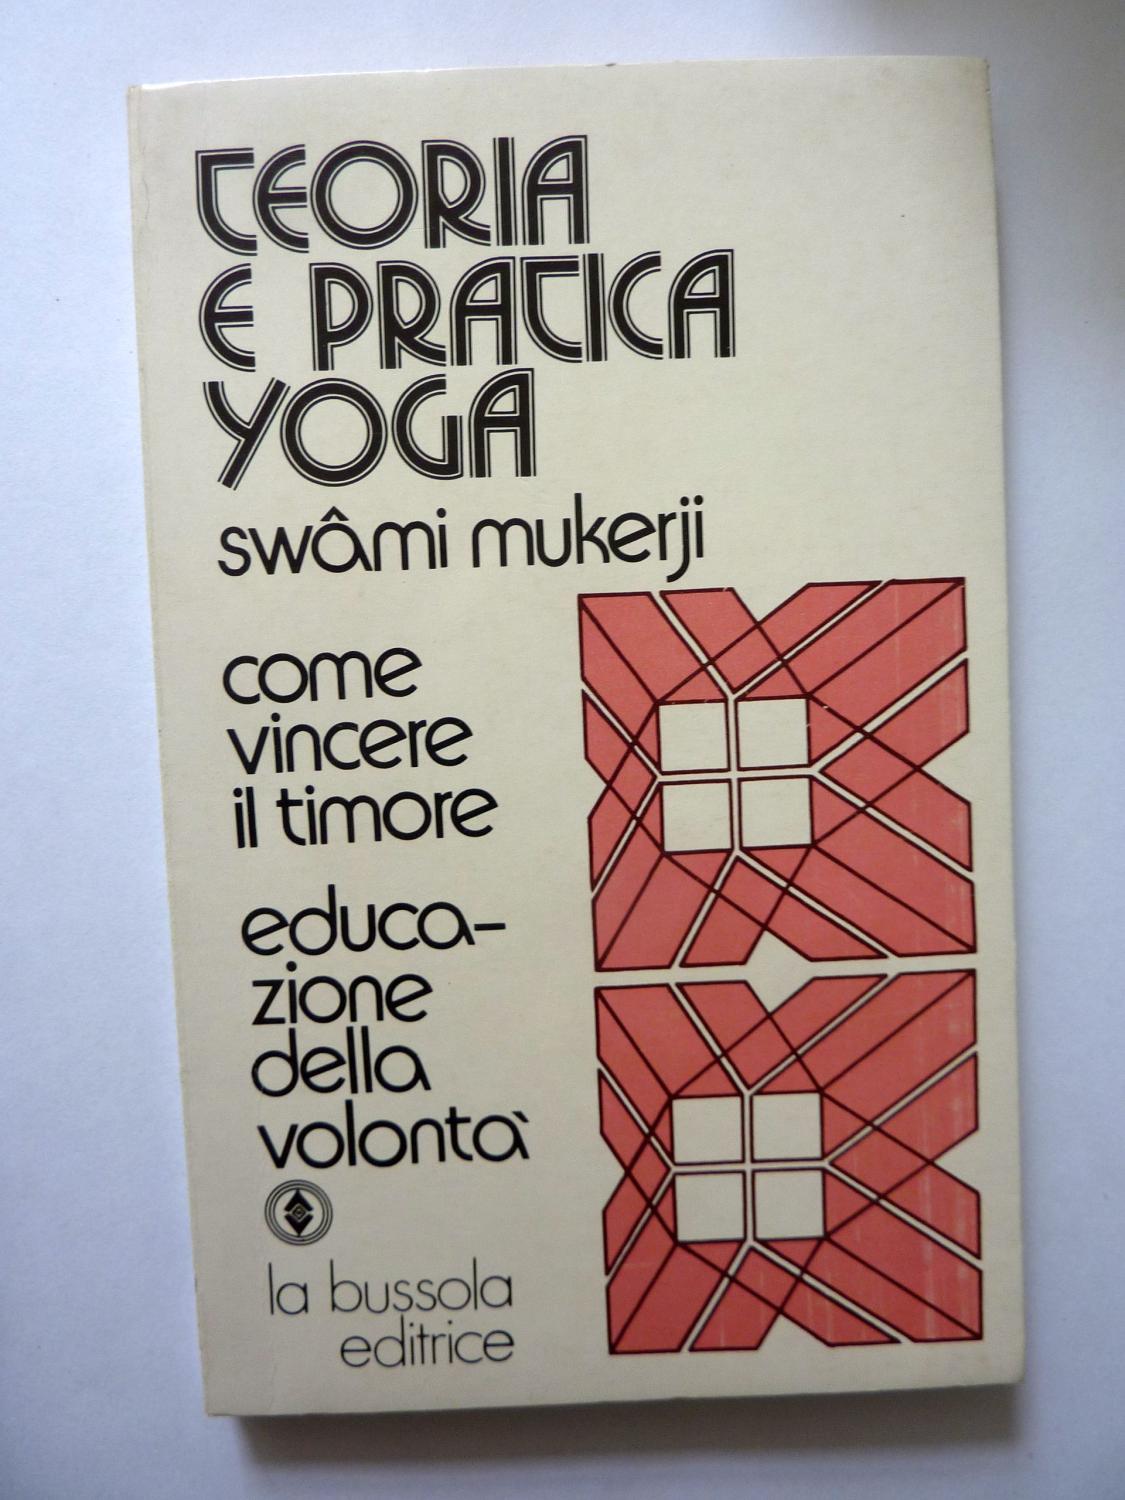 TEORIA
E PRATICA
YOGA
swâmi mukerji
come
vincere
il timore
educa-
zione
della
volontà
la bussola
editrice